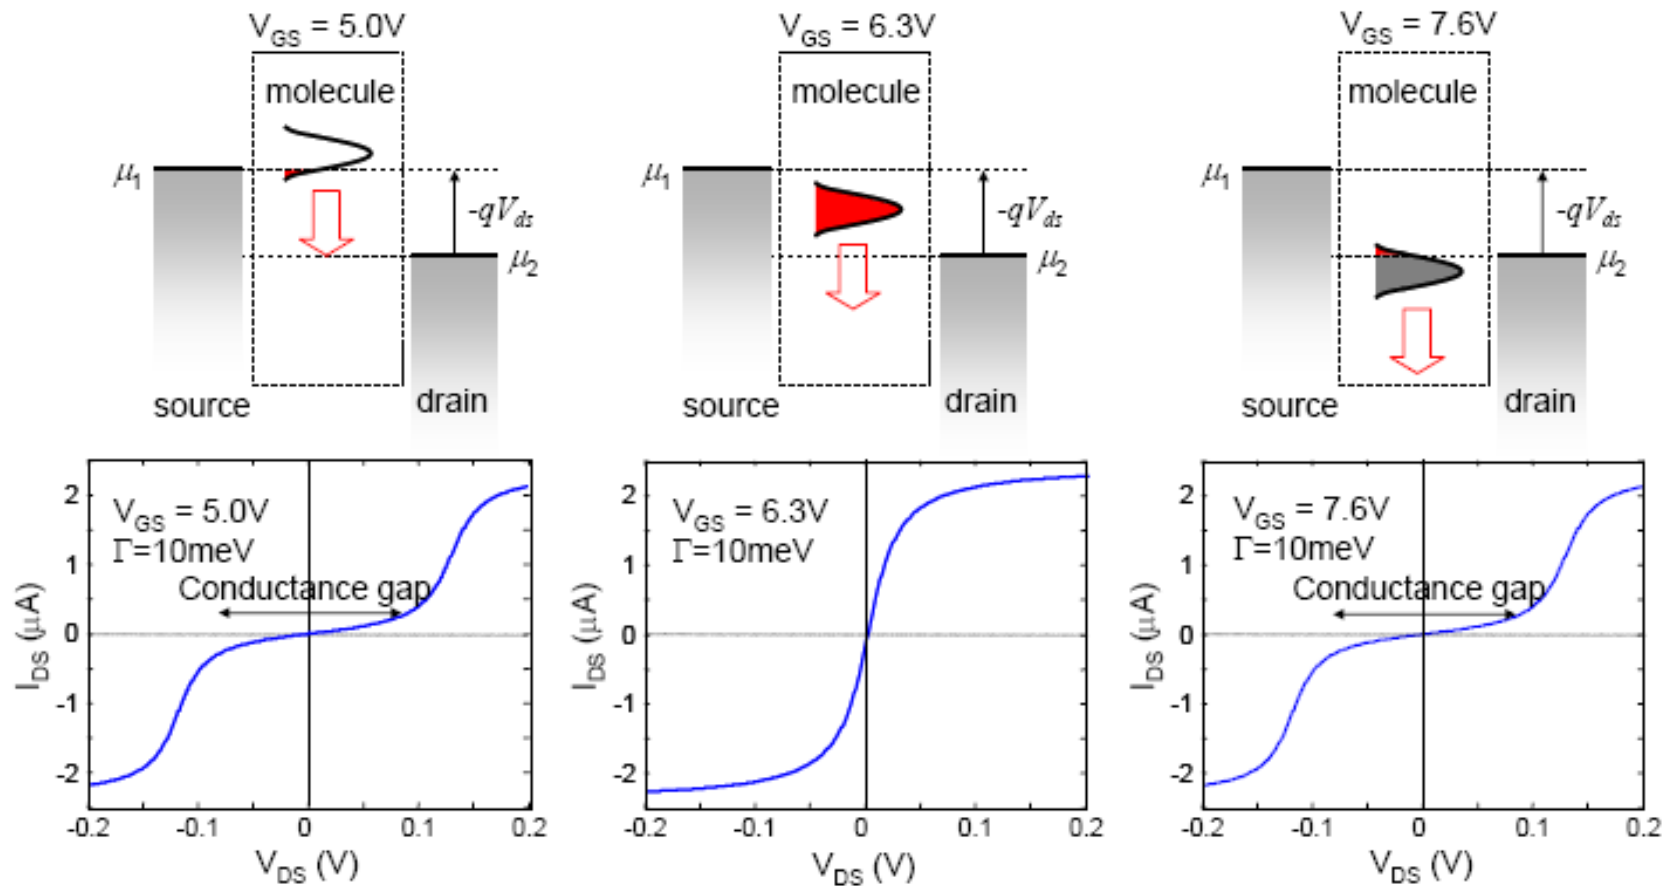 V_GS = 5.0V
molecule
μ₁
-qV_ds
μ₂
source
drain
V_GS = 6.3V
molecule
μ₁
-qV_ds
μ₂
source
drain
V_GS = 7.6V
molecule
μ₁
-qV_ds
μ₂
source
drain
V_GS = 5.0V
Γ=10meV
Conductance gap
I_DS (μA)
2
1
0
-1
-2
-0.2 -0.1 0 0.1 0.2
V_DS (V)
V_GS = 6.3V
Γ=10meV
I_DS (μA)
2
1
0
-1
-2
-0.2 -0.1 0 0.1 0.2
V_DS (V)
V_GS = 7.6V
Γ=10meV
Conductance gap
I_DS (μA)
2
1
0
-1
-2
-0.2 -0.1 0 0.1 0.2
V_DS (V)